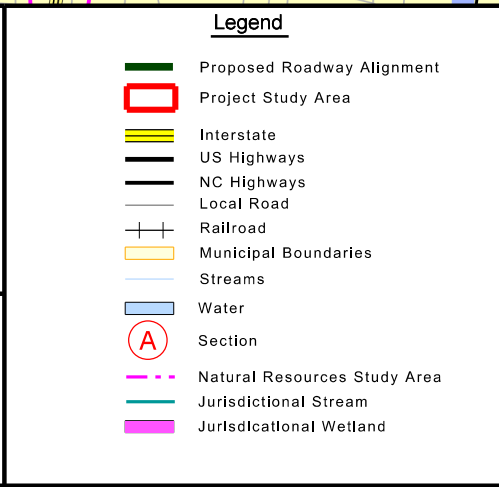 Legend
Proposed Roadway Alignment
Project Study Area
Interstate
US Highways
NC Highways
Local Road
Railroad
Municipal Boundaries
Streams
Water
A Section
Natural Resources Study Area
Jurisdictional Stream
Jurisdicational Wetland